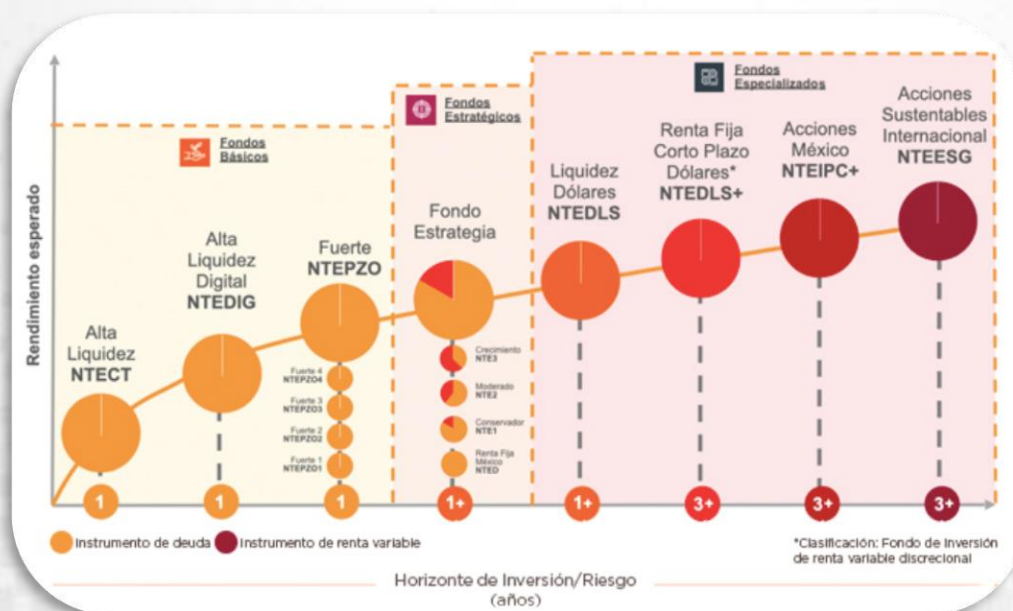 Rendimiento esperado
Fondos
Básicos
Fondos
Estratégicos
Fondos
Especializados
Alta
Liquidez
NTECT
Alta
Liquidez
Digital
NTEDIG
Fuerte
NTEPZO
Fuerte 4
NTEPZO4
Fuerte 3
NTEPZO3
Fuerte 2
NTEPZO2
Fuerte 1
NTEPZO1
Fondo
Estrategia
Crecimiento
NTE3
Moderado
NTE2
Conservador
NTE1
Renta Fija
México
NTED
Liquidez
Dólares
NTEDLS
Renta Fija
Corto Plazo
Dólares*
NTEDLS+
Acciones
México
NTEIPC+
Acciones
Sustentables
Internacional
NTEESG
1
1
1
1+
1+
3+
3+
3+
Instrumento de deuda
Instrumento de renta variable
*Clasificación: Fondo de Inversión
de renta variable discrecional
Horizonte de Inversión/Riesgo
(años)